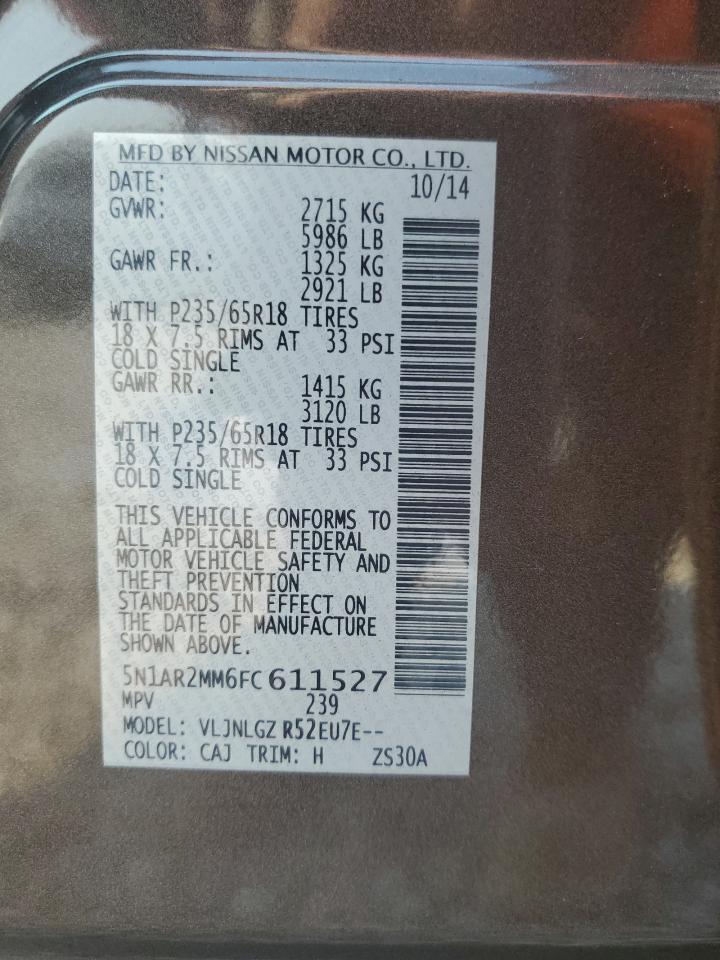 MFD BY NISSAN MOTOR CO., LTD.
DATE: 10/14
GVWR: 2715 KG
5986 LB
GAWR FR.: 1325 KG
2921 LB
WITH P235/65R18 TIRES
18 X 7.5 RIMS AT 33 PSI
COLD SINGLE
GAWR RR.: 1415 KG
3120 LB
WITH P235/65R18 TIRES
18 X 7.5 RIMS AT 33 PSI
COLD SINGLE
THIS VEHICLE CONFORMS TO
ALL APPLICABLE FEDERAL
MOTOR VEHICLE SAFETY AND
THEFT PREVENTION
STANDARDS IN EFFECT ON
THE DATE OF MANUFACTURE
SHOWN ABOVE.
5N1AR2MM6FC611527
MPV 239
MODEL: VLJNLGZ R52EU7E--
COLOR: CAJ TRIM: H ZS30A